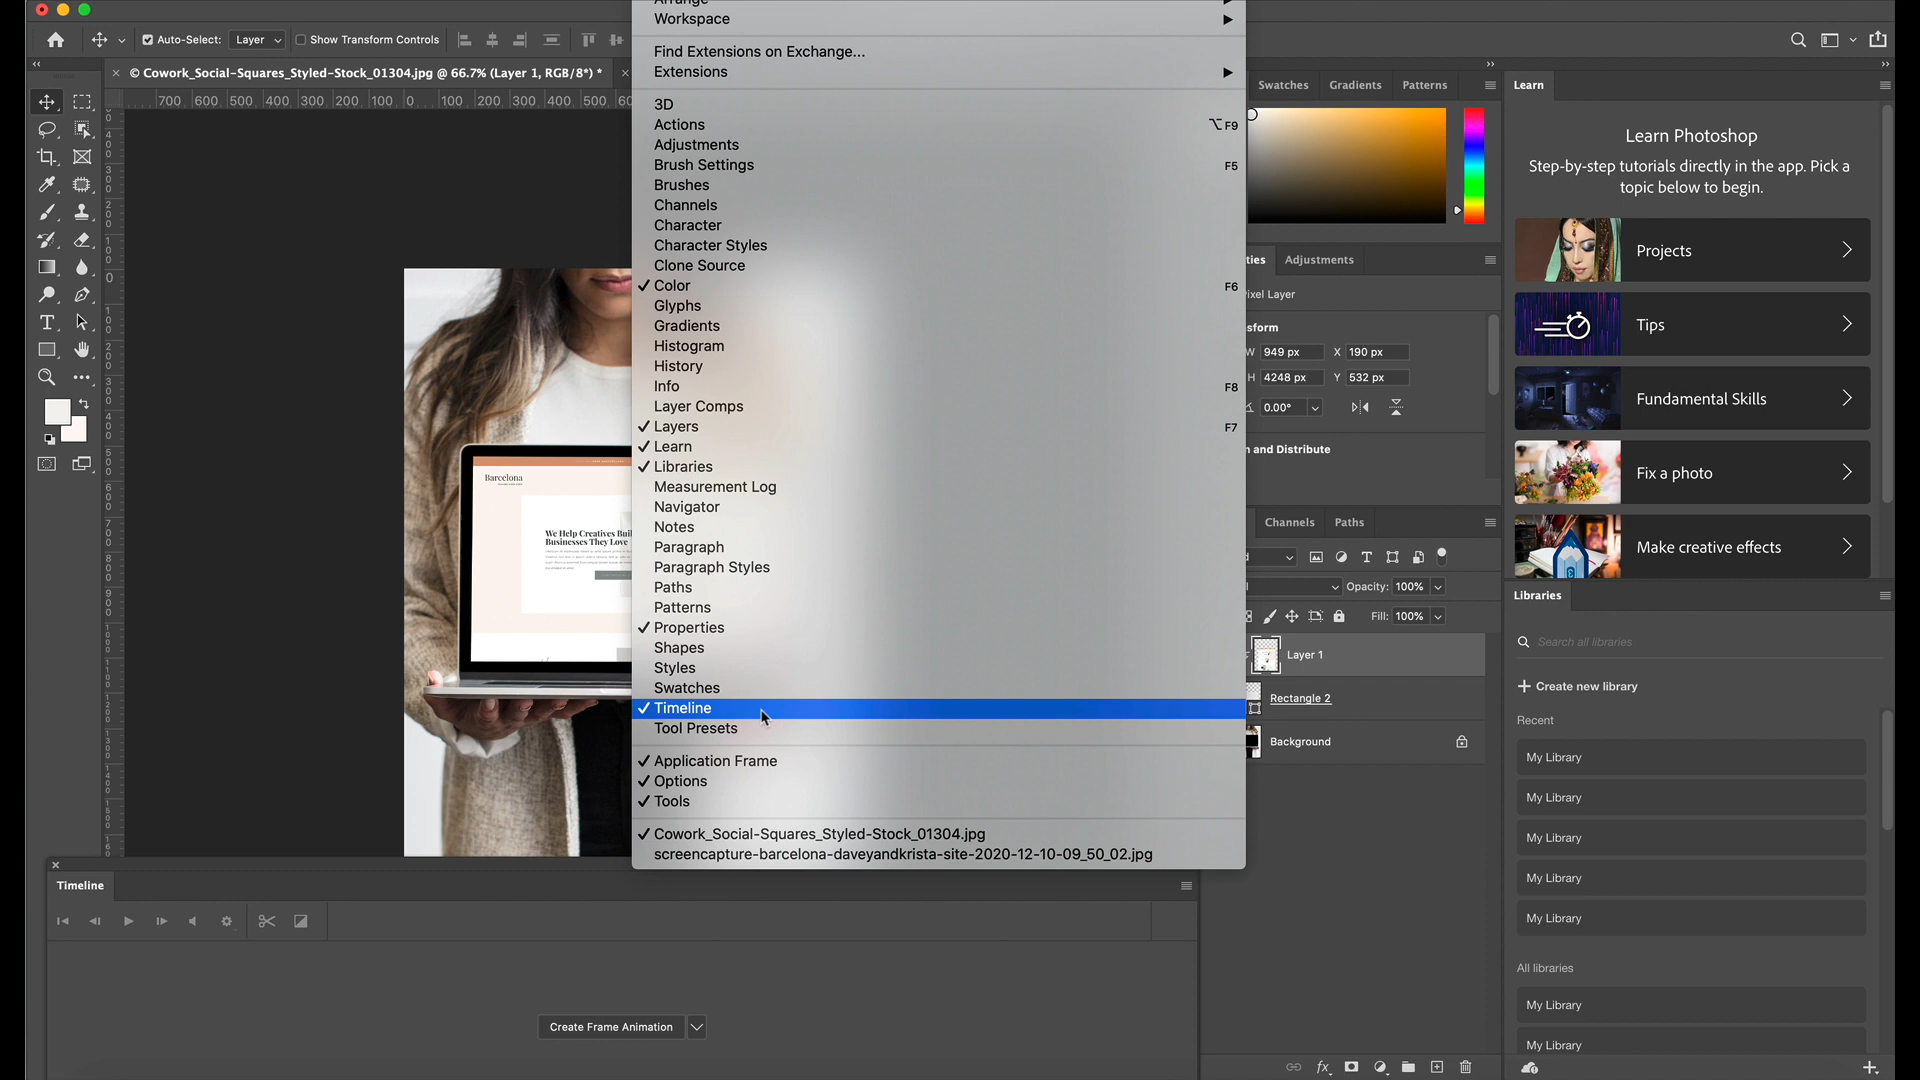 Arrange
Workspace
Auto-Select:
Layer
Show Transform Controls
Find Extensions on Exchange...
Extensions
© Cowork_Social-Squares_Styled-Stock_01304.jpg @ 66.7% (Layer 1, RGB/8*) *
700 600 500 400 300 200 100 0 100 200 300 400 500
3D
Actions ⌥F9
Adjustments
Brush Settings F5
Brushes
Channels
Character
Character Styles
Clone Source
Color F6
Glyphs
Gradients
Histogram
History
Info F8
Layer Comps
Layers F7
Learn
Libraries
Measurement Log
Navigator
Notes
Paragraph
Paragraph Styles
Paths
Patterns
Properties
Shapes
Styles
Swatches
Timeline
Tool Presets
Application Frame
Options
Tools
Cowork_Social-Squares_Styled-Stock_01304.jpg
screencapture-barcelona-daveyandkrista-site-2020-12-10-09_50_02.jpg
Barcelona
We Help Creatives Buil
Businesses They Love
Timeline
Create Frame Animation
Swatches
Gradients
Patterns
ties
Adjustments
ixel Layer
sform
W 949 px X 190 px
H 4248 px Y 532 px
0.00°
n and Distribute
Channels
Paths
Opacity: 100%
Fill: 100%
Layer 1
Rectangle 2
Background
Learn
Learn Photoshop
Step-by-step tutorials directly in the app. Pick a
topic below to begin.
Projects
Tips
Fundamental Skills
Fix a photo
Make creative effects
Libraries
Search all libraries
Create new library
Recent
My Library
My Library
My Library
My Library
My Library
All libraries
My Library
My Library